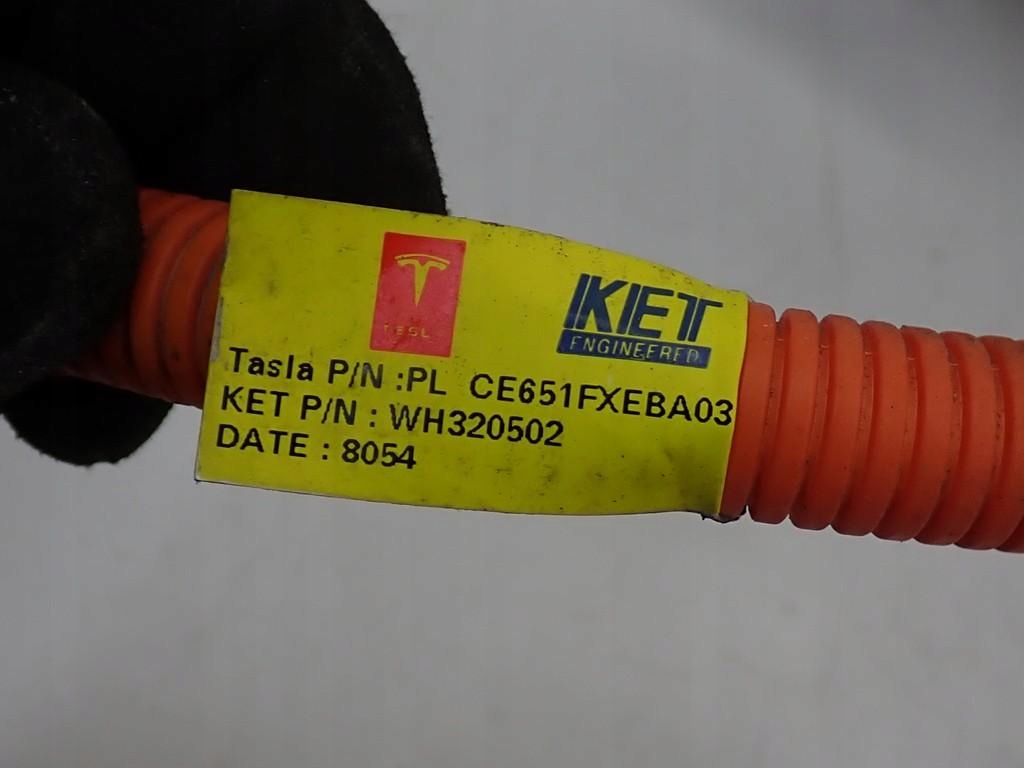 TESL
KET
ENGINEERED
Tasla P/N :PL CE651FXEBA03
KET P/N : WH320502
DATE : 8054